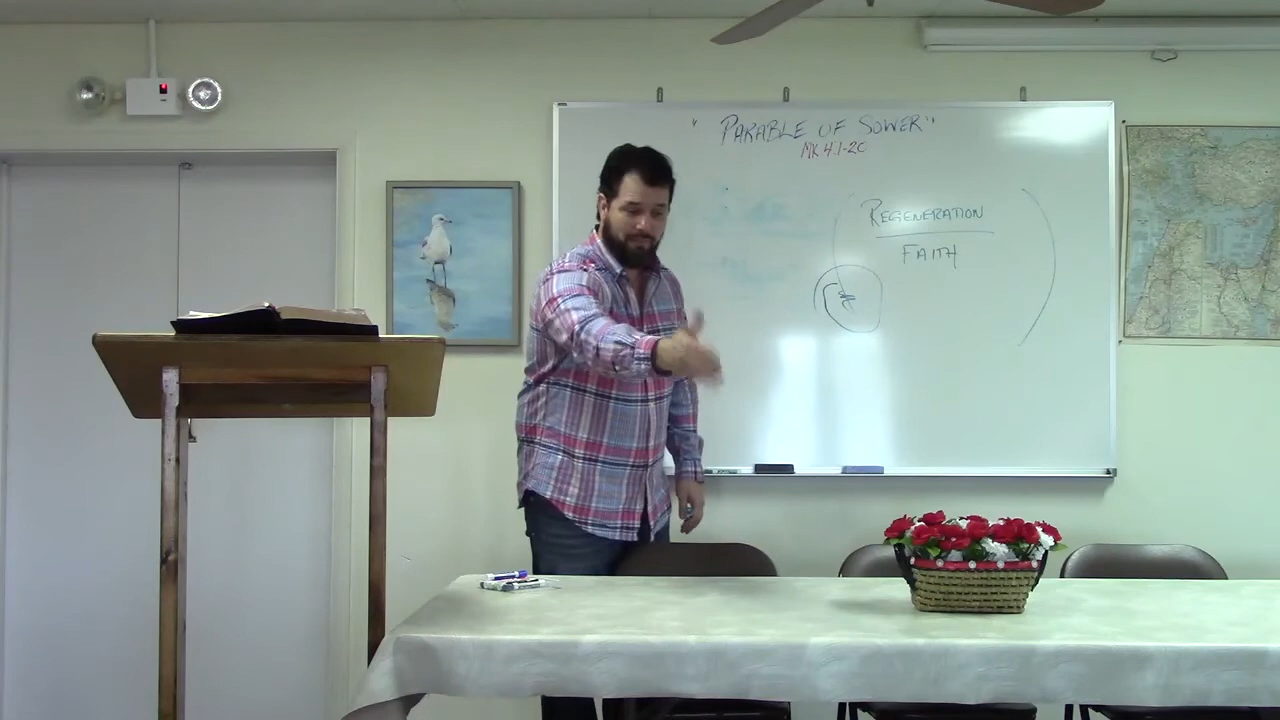 "PARABLE OF SOWER"
MK 4:1-20
REGENERATION
FAITH